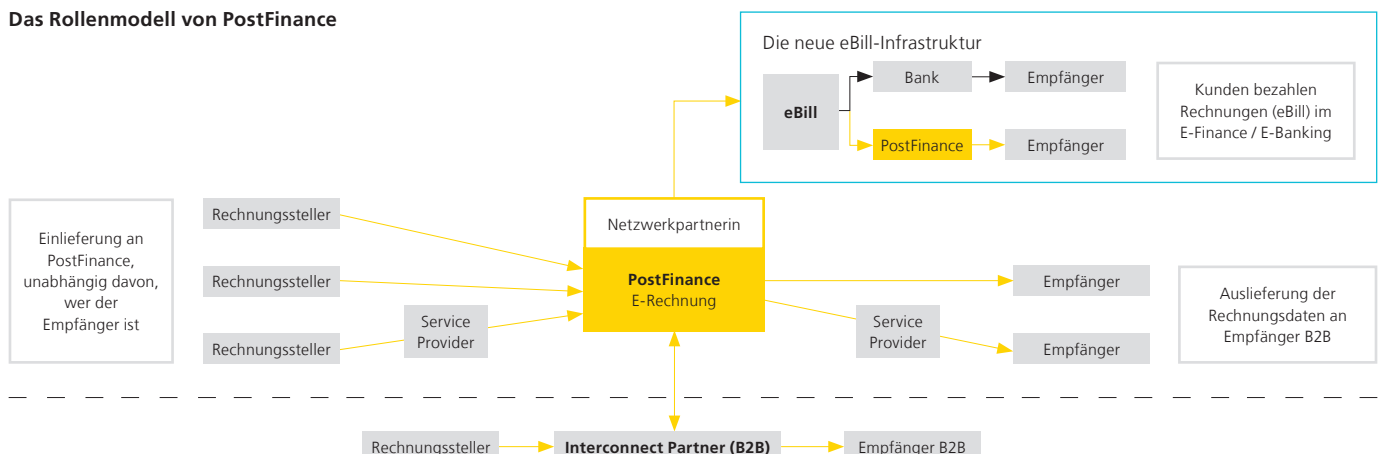 Das Rollenmodell von PostFinance
Die neue eBill-Infrastruktur
eBill
Bank
Empfänger
PostFinance
Empfänger
Kunden bezahlen
Rechnungen (eBill) im
E-Finance / E-Banking
Einlieferung an
PostFinance,
unabhängig davon,
wer der
Empfänger ist
Rechnungssteller
Rechnungssteller
Rechnungssteller
Service
Provider
Netzwerkpartnerin
PostFinance
E-Rechnung
Empfänger
Service
Provider
Empfänger
Auslieferung der
Rechnungsdaten an
Empfänger B2B
Rechnungssteller
Interconnect Partner (B2B)
Empfänger B2B